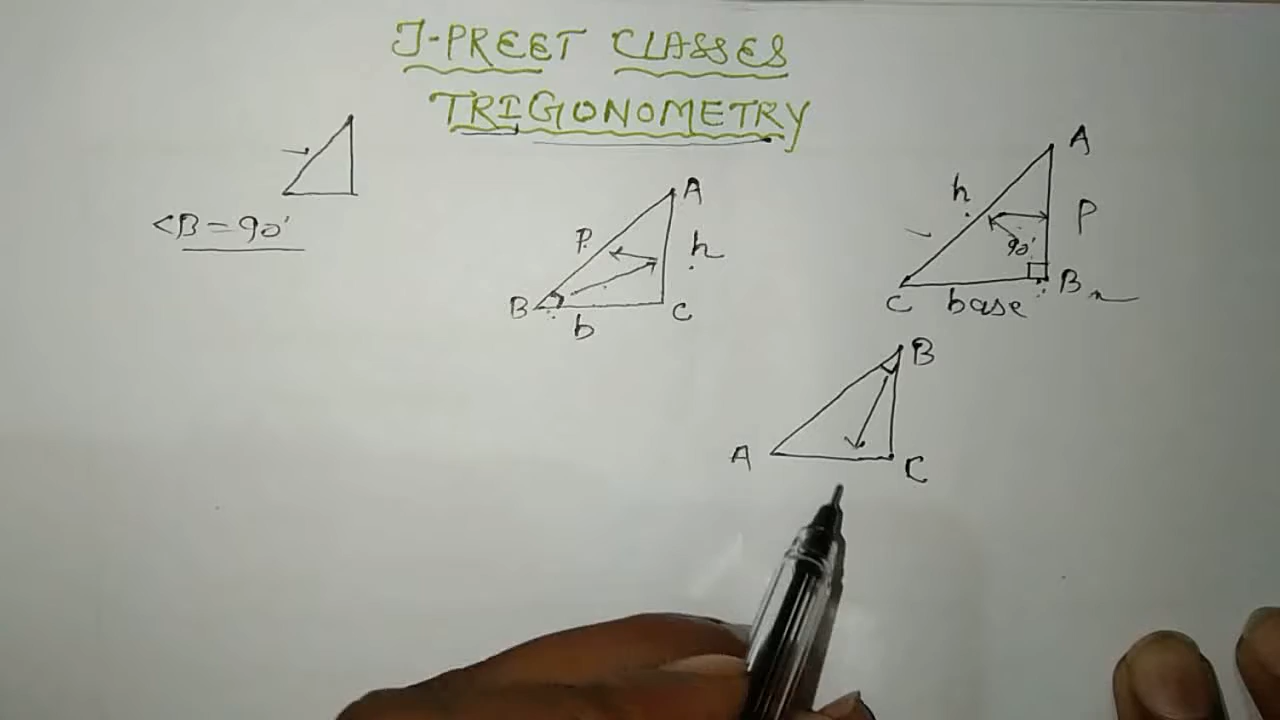 J-PREET CLASSES
TRIGONOMETRY
<B=90°
A
P
h
B
b
C
A
h
P
90°
C
base
B
B
A
C